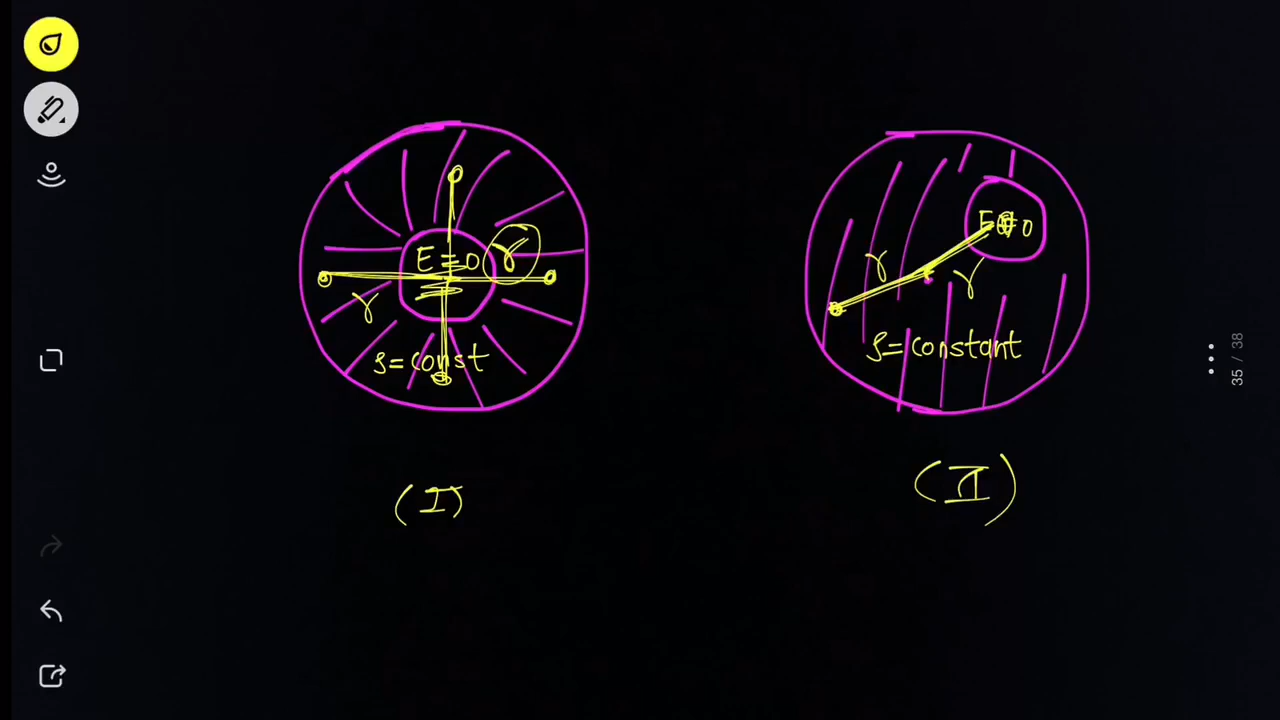 E = 0 r
r
ρ = const
(I)
E ≠ 0
r r
ρ = constant
(II)
35 / 38